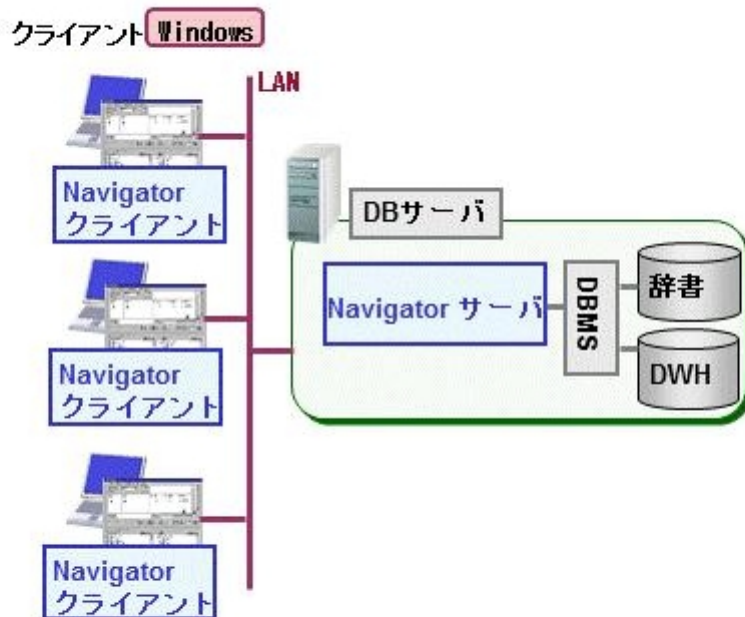 クライアント Windows
LAN
Navigator
クライアント
DBサーバ
Navigator サーバ
DBMS
辞書
DWH
Navigator
クライアント
Navigator
クライアント